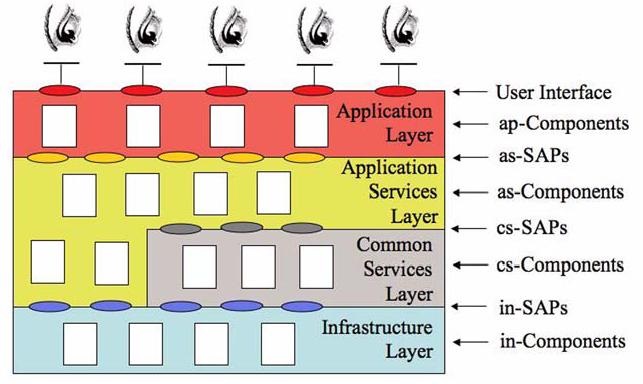 User Interface
Application
Layer
ap-Components
as-SAPs
Application
Services
Layer
as-Components
cs-SAPs
Common
Services
Layer
cs-Components
in-SAPs
Infrastructure
Layer
in-Components